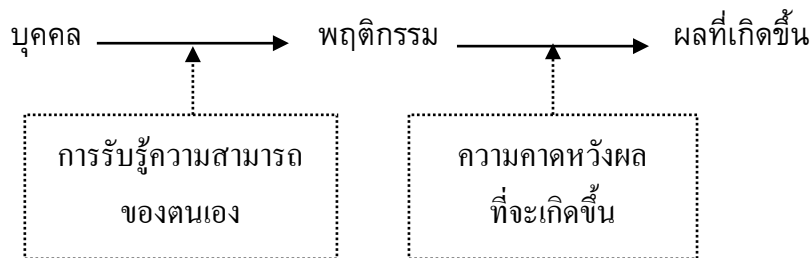 บุคคล พฤติกรรม ผลที่เกิดขึ้น
การรับรู้ความสามารถ
ของตนเอง
ความคาดหวังผล
ที่จะเกิดขึ้น